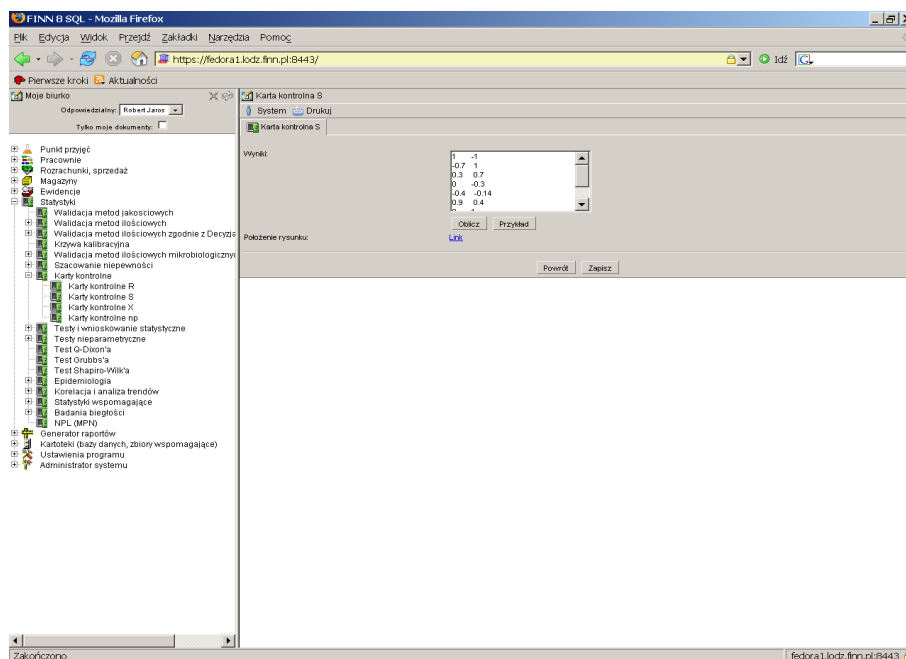 FINN 8 SQL - Mozilla Firefox
Plik Edycja Widok Przejdź Zakładki Narzędzia Pomoc
https://fedora1.lodz.finn.pl:8443/ Idź
Pierwsze kroki Aktualności
Moje biurko
Odpowiedzialny: Robert Jaros
Tylko moje dokumenty:
Punkt przyjęć
Pracownie
Rozrachunki, sprzedaż
Magazyny
Ewidencje
Statystyki
Walidacja metod jakosciowych
Walidacja metod ilościowych
Walidacja metod ilościowych zgodnie z Decyzją
Krzywa kalibracyjna
Walidacja metod ilościowych mikrobiologicznyc
Szacowanie niepewności
Karty kontrolne
Karty kontrolne R
Karty kontrolne S
Karty kontrolne X
Karty kontrolne np
Testy i wnioskowanie statystyczne
Testy nieparametryczne
Test Q-Dixon'a
Test Grubbs'a
Test Shapiro-Wilk'a
Epidemiologia
Korelacja i analiza trendów
Statystyki wspomagające
Badania biegłości
NPL (MPN)
Generator raportów
Kartoteki (bazy danych, zbiory wspomagające)
Ustawienia programu
Administrator systemu
Karta kontrolna S
System Drukuj
Karta kontrolna S
Wyniki:
1 -1
-0.7 1
0.3 0.7
0 -0.3
-0.4 -0.14
0.9 0.4
Oblicz Przykład
Położenie rysunku: Link
Powrót Zapisz
Zakończono fedora1.lodz.finn.pl:8443